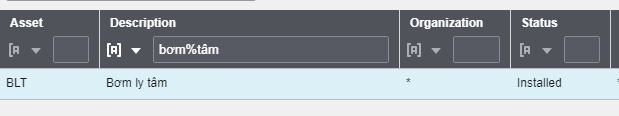 Asset Description Organization Status
bơm%tâm
BLT Bơm ly tâm * Installed